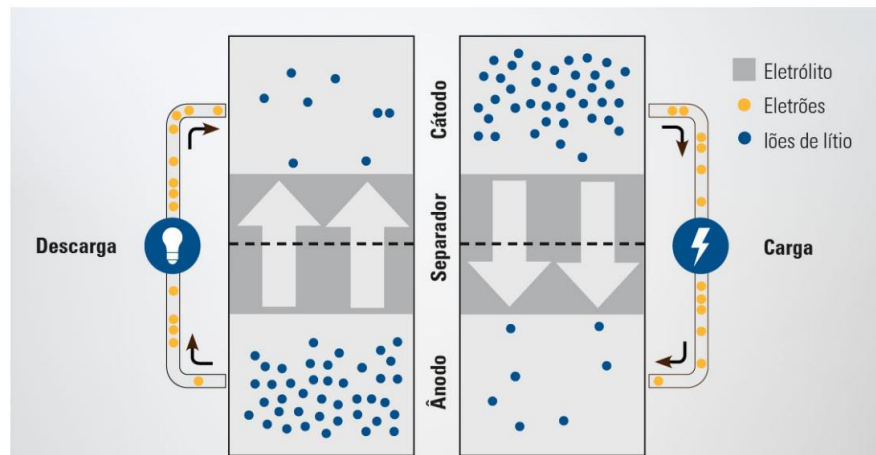 Descarga
Cátodo
Separador
Ânodo
Carga
Eletrólito
Eletrões
Iões de lítio